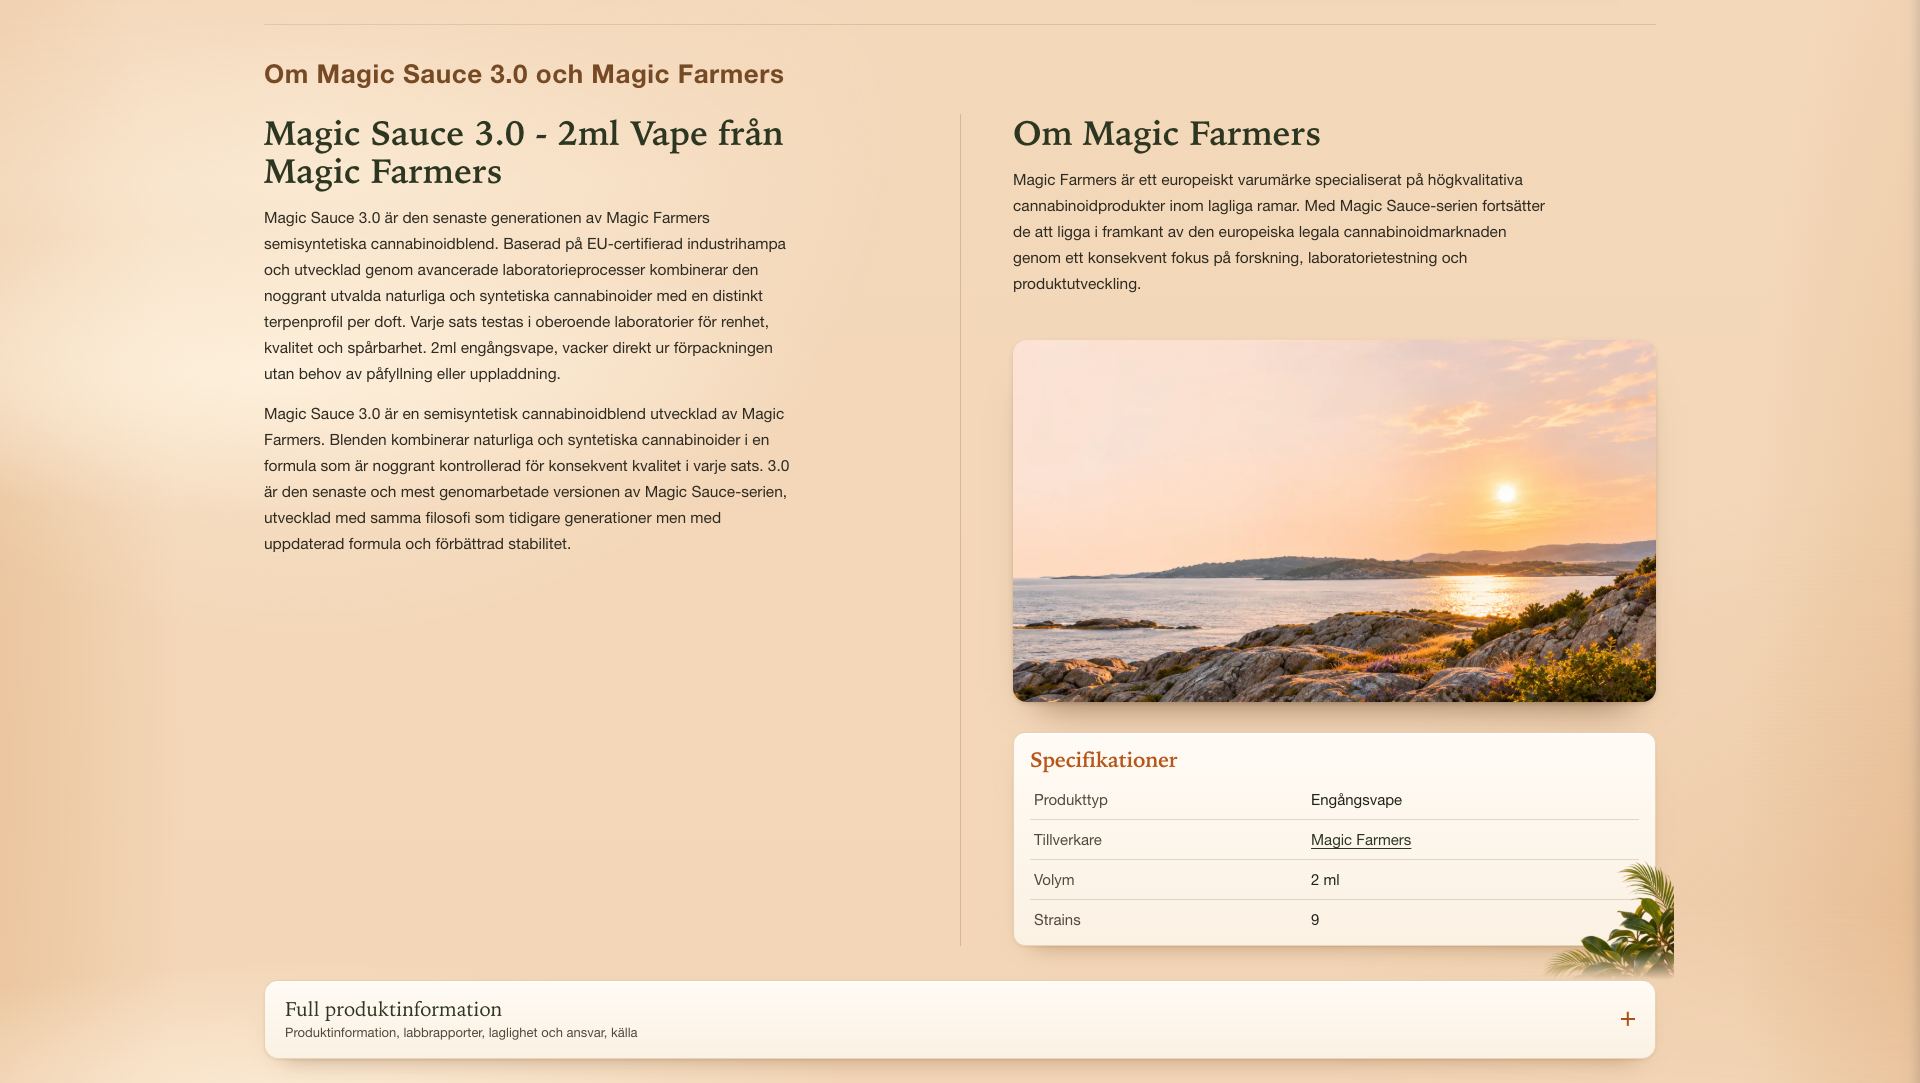 Om Magic Sauce 3.0 och Magic Farmers
Magic Sauce 3.0 - 2ml Vape från
Magic Farmers
Magic Sauce 3.0 är den senaste generationen av Magic Farmers
semisyntetiska cannabinoidblend. Baserad på EU-certifierad industrihampa
och utvecklad genom avancerade laboratorieprocesser kombinerar den
noggrant utvalda naturliga och syntetiska cannabinoider med en distinkt
terpenprofil per doft. Varje sats testas i oberoende laboratorier för renhet,
kvalitet och spårbarhet. 2ml engångsvape, vacker direkt ur förpackningen
utan behov av påfyllning eller uppladdning.
Magic Sauce 3.0 är en semisyntetisk cannabinoidblend utvecklad av Magic
Farmers. Blenden kombinerar naturliga och syntetiska cannabinoider i en
formula som är noggrant kontrollerad för konsekvent kvalitet i varje sats. 3.0
är den senaste och mest genomarbetade versionen av Magic Sauce-serien,
utvecklad med samma filosofi som tidigare generationer men med
uppdaterad formula och förbättrad stabilitet.
Om Magic Farmers
Magic Farmers är ett europeiskt varumärke specialiserat på högkvalitativa
cannabinoidprodukter inom lagliga ramar. Med Magic Sauce-serien fortsätter
de att ligga i framkant av den europeiska legala cannabinoidmarknaden
genom ett konsekvent fokus på forskning, laboratorietestning och
produktutveckling.
Specifikationer
Produkttyp Engångsvape
Tillverkare Magic Farmers
Volym 2 ml
Strains 9
Full produktinformation
Produktinformation, labbrapporter, laglighet och ansvar, källa
+